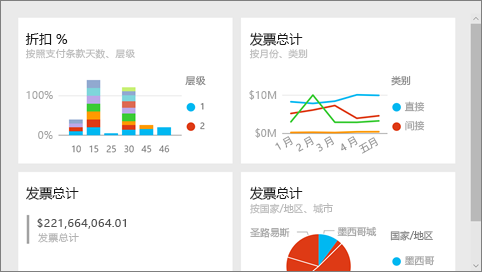 折扣 %
按照支付条款天数、层级
100%
0%
10 15 25 30 45 46
层级
1
2
发票总计
按月份、类别
$10M
$0M
1月 2月 3月 4月 五月
类别
直接
间接
发票总计
$221,664,064.01
发票总计
发票总计
按国家/地区、城市
圣路易斯
墨西哥城
国家/地区
墨西哥